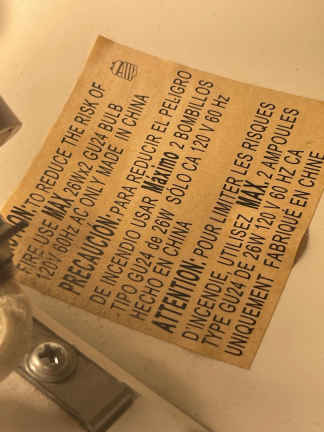 ION: TO REDUCE THE RISK OF
FIRE USE MAX 26Wx2 GU24 BULB
120V 60Hz AC ONLY MADE IN CHINA
PRECAUCIÓN: PARA REDUCIR EL PELIGRO
DE INCENDIO USAR Máximo 2 BOMBILLOS
-TIPO GU24 de 26W SOLO CA 120 V 60 Hz
HECHO EN CHINA
ATTENTION: POUR LIMITER LES RISQUES
D'INCENDIE, UTILISEZ MAX. 2 AMPOULES
TYPE GU24 DE 26W 120 V 60 HZ CA
UNIQUEMENT FABRIQUÉ EN CHINE